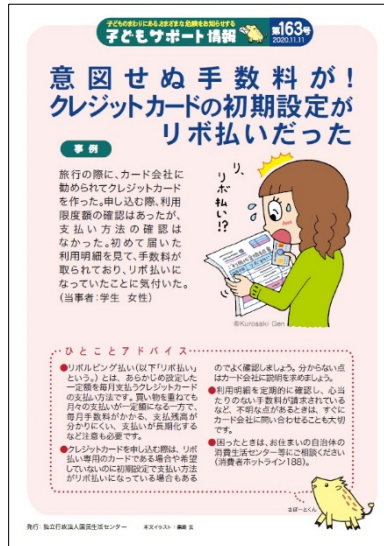 子どものまわりにある、さまざまな危険をお知らせする
子どもサポート情報
第163号
2020.11.11
意図せぬ手数料が!
クレジットカードの初期設定が
リボ払いだった
事例
旅行の際に、カード会社に
勧められてクレジットカード
を作った。申し込む際、利用
限度額の確認はあったが、
支払い方法の確認は
なかった。初めて届いた
利用明細を見て、手数料が
取られており、リボ払いに
なっていたことに気付いた。
(当事者:学生 女性)
リ、
リボ払い!?
©Kurosaki Gen
ひとことアドバイス
●リボルビング払い(以下「リボ払い」
という。)とは、あらかじめ設定した
一定額を毎月支払うクレジットカード
の支払い方法です。買い物を重ねても
月々の支払いが一定額になる一方で、
毎月手数料がかかる、支払残高が
分かりにくい、支払いが長期化する
など注意も必要です。
●クレジットカードを申し込む際は、リボ
払い専用のカードである場合や希望
していないのに初期設定で支払い方法
がリボ払いになっている場合もある
のでよく確認しましょう。分からない点
はカード会社に説明を求めましょう。
●利用明細を定期的に確認し、心当
たりのない手数料が請求されている
など、不明な点があるときは、すぐに
カード会社に問い合わせることも大切
です。
●困ったときは、お住まいの自治体の
消費生活センター等にご相談ください
(消費者ホットライン188)。
さぽーとくん
発行:独立行政法人国民生活センター 本文イラスト:黒崎 玄